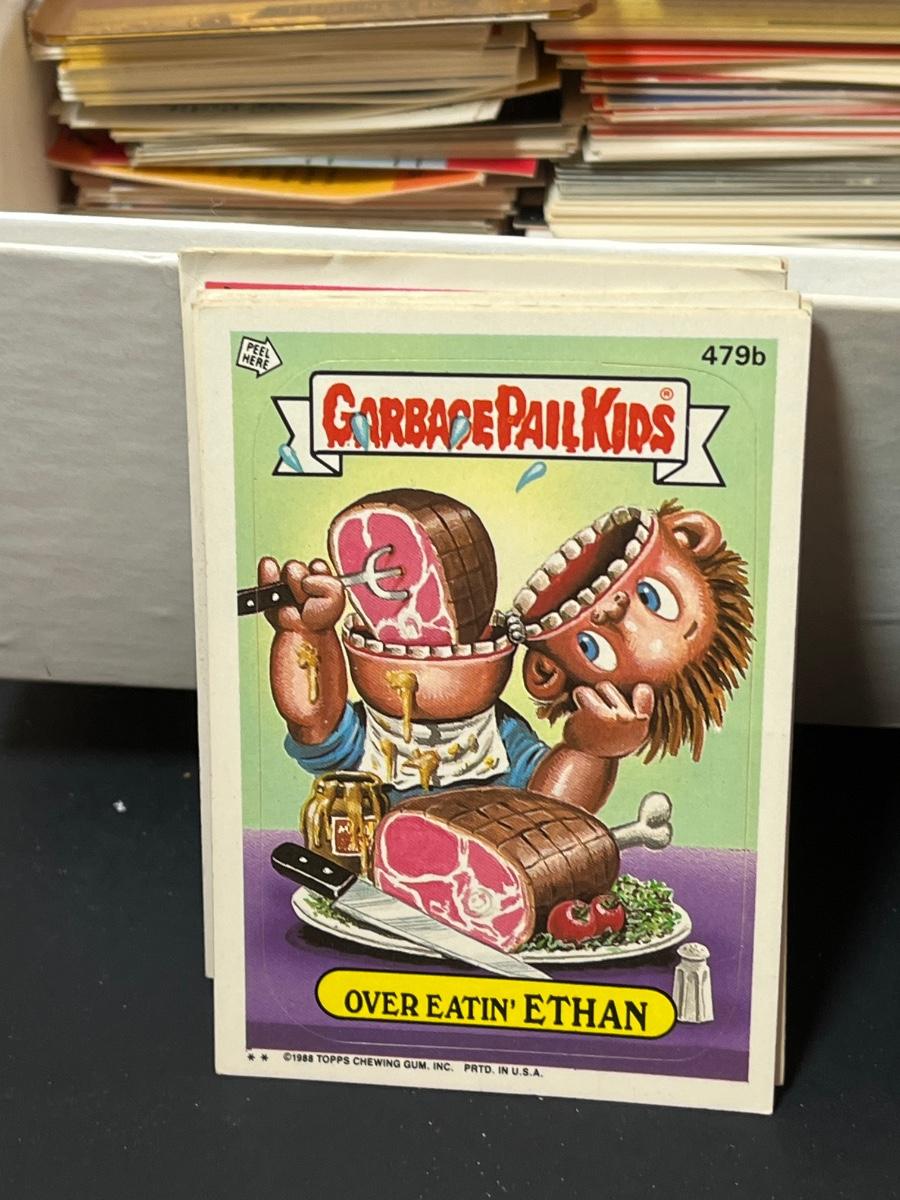 PEEL
HERE
479b
GARBAGE PAIL KIDS®
OVER EATIN' ETHAN
** ©1988 TOPPS CHEWING GUM. INC. PRTD. IN U.S.A.